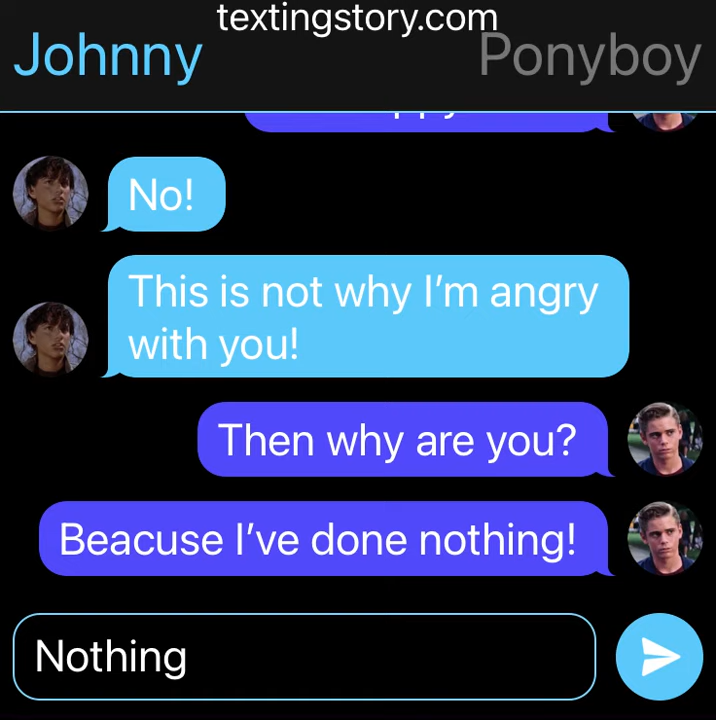 textingstory.com
Johnny
Ponyboy
No!
This is not why I'm angry
with you!
Then why are you?
Beacuse I've done nothing!
Nothing